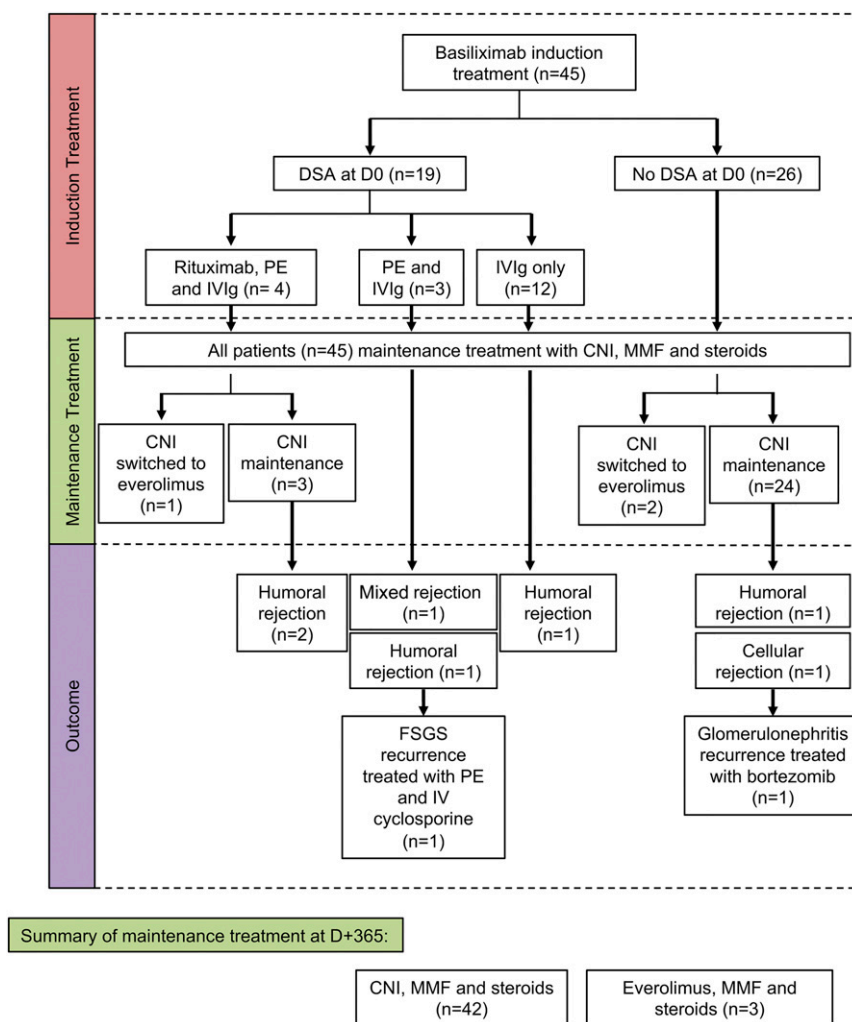 Induction Treatment
Basiliximab induction
treatment (n=45)
DSA at D0 (n=19)
No DSA at D0 (n=26)
Rituximab, PE
and IVIg (n= 4)
PE and
IVIg (n=3)
IVIg only
(n=12)
Maintenance Treatment
All patients (n=45) maintenance treatment with CNI, MMF and steroids
CNI
switched to
everolimus
(n=1)
CNI
maintenance
(n=3)
CNI
switched to
everolimus
(n=2)
CNI
maintenance
(n=24)
Outcome
Humoral
rejection
(n=2)
Mixed rejection
(n=1)
Humoral
rejection (n=1)
FSGS
recurrence
treated with PE
and IV
cyclosporine
(n=1)
Humoral
rejection
(n=1)
Humoral
rejection (n=1)
Cellular
rejection (n=1)
Glomerulonephritis
recurrence treated
with bortezomib
(n=1)
Summary of maintenance treatment at D+365:
CNI, MMF and steroids
(n=42)
Everolimus, MMF and
steroids (n=3)